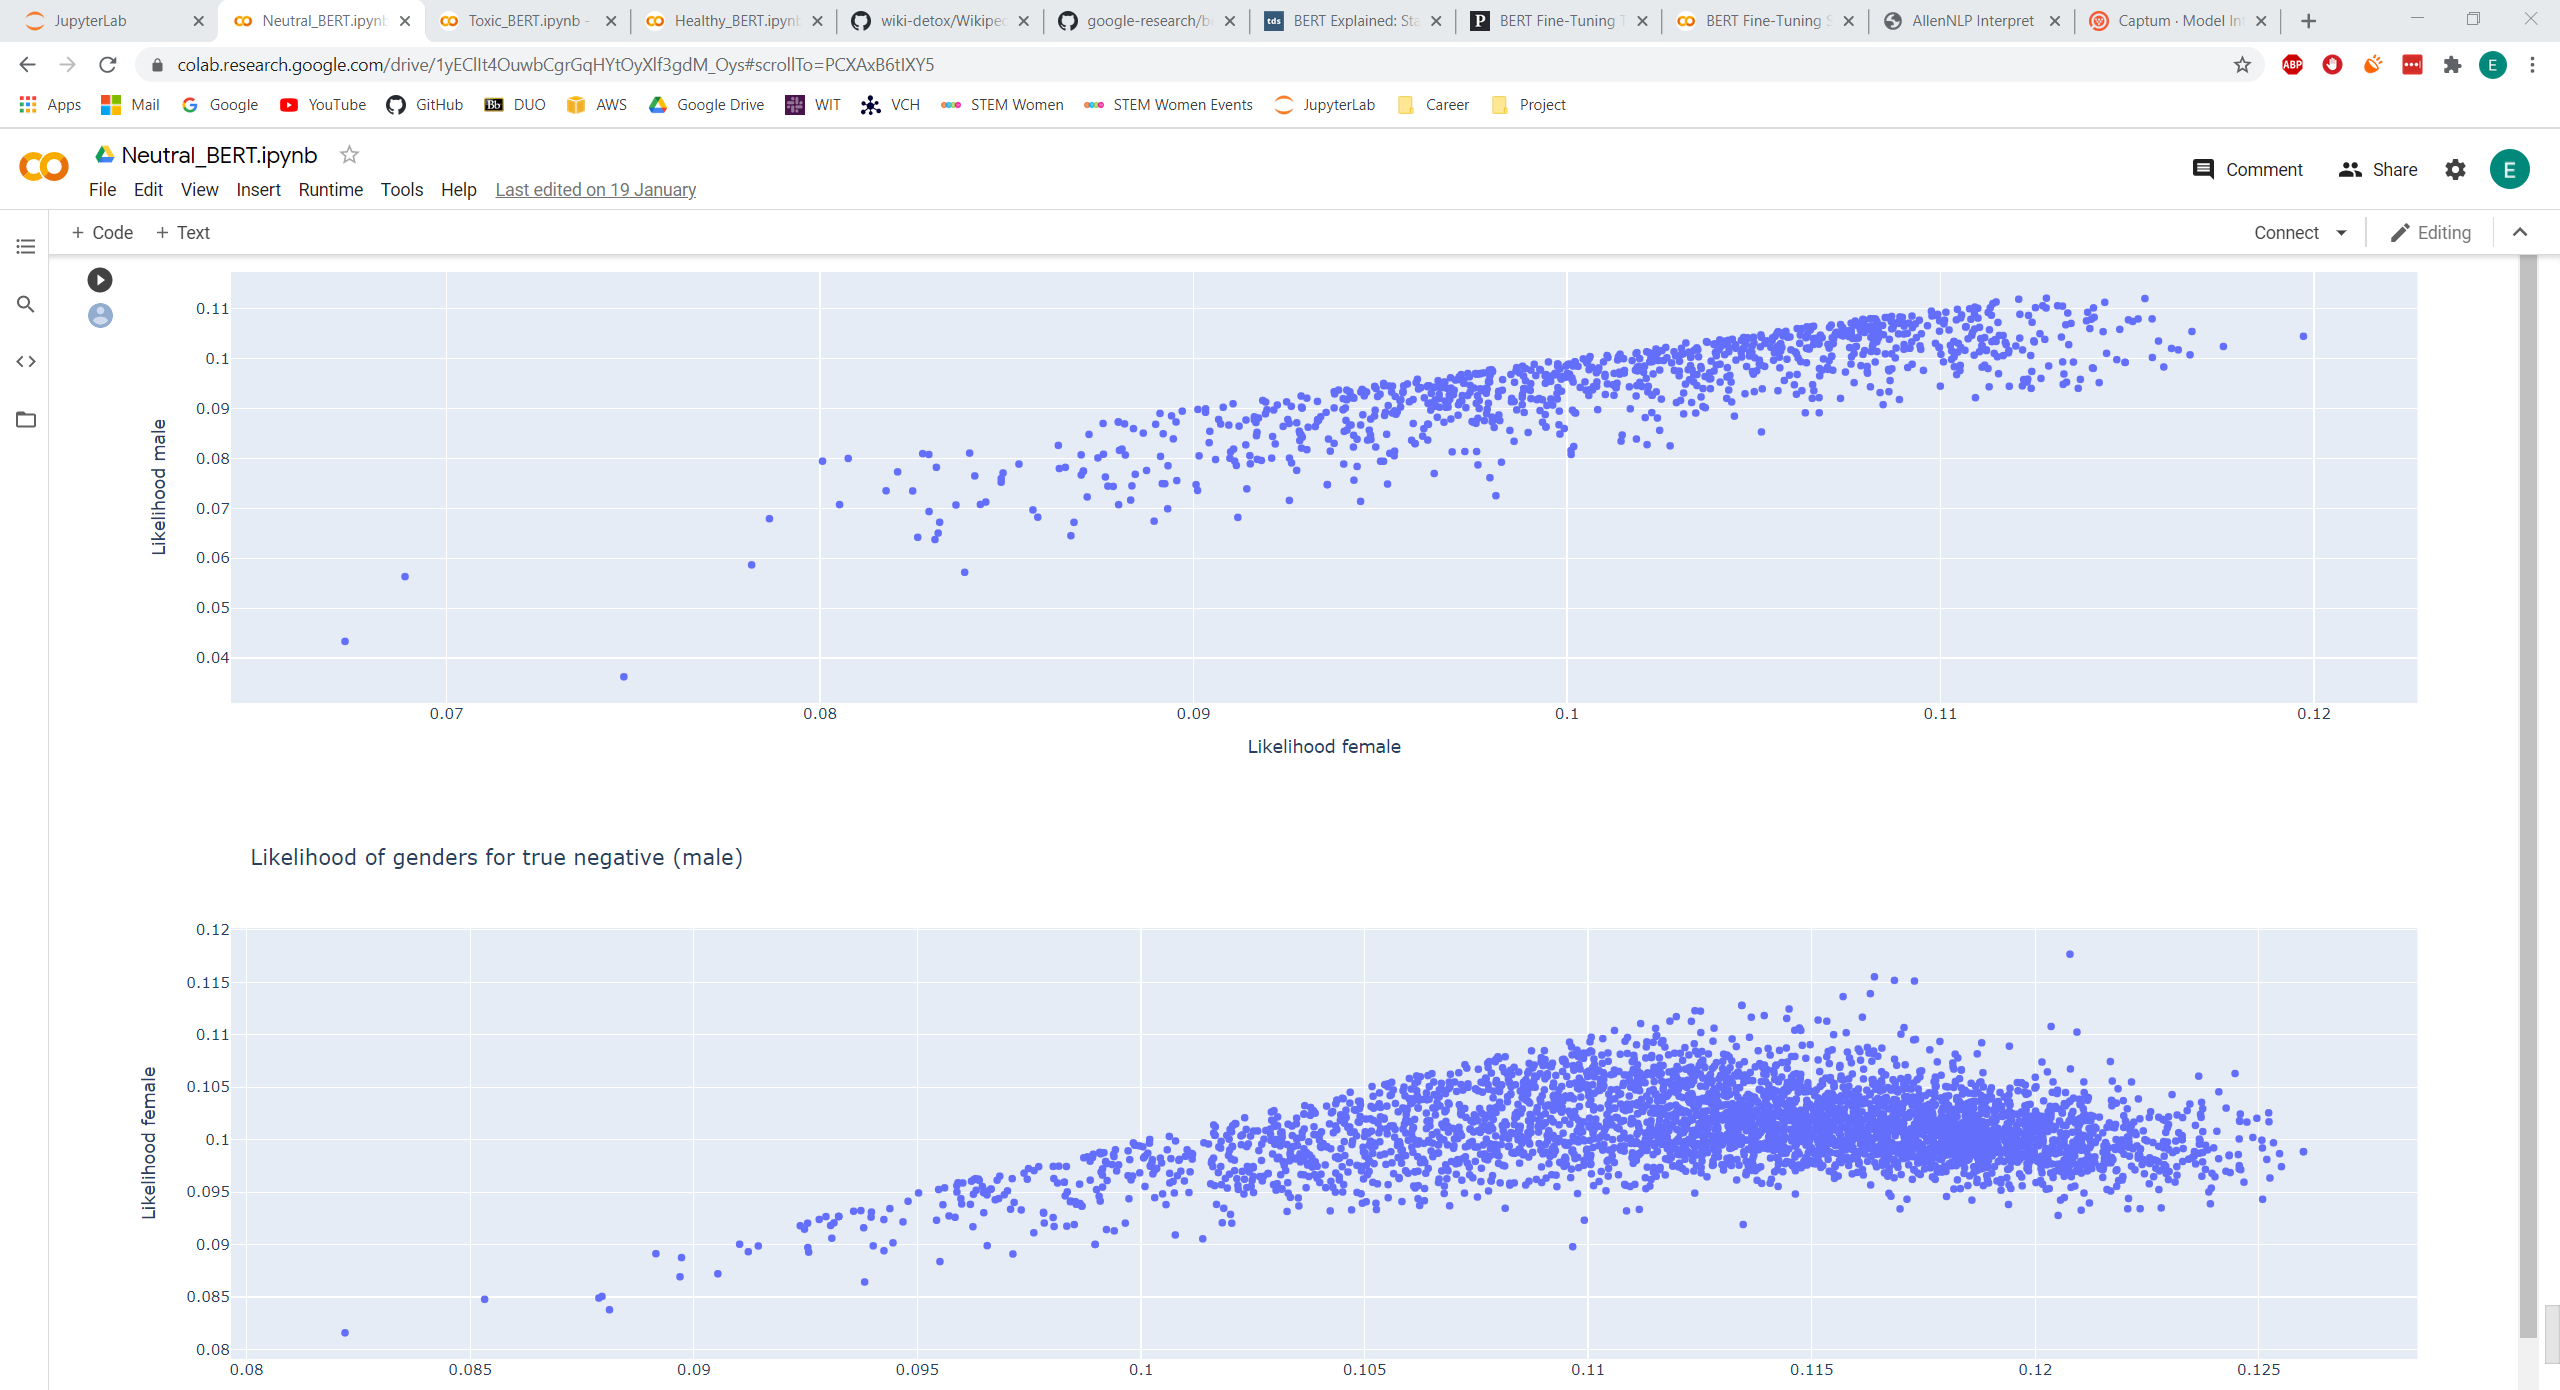 JupyterLab
Neutral_BERT.ipynb
Toxic_BERT.ipynb -
Healthy_BERT.ipynb
wiki-detox/Wikiped
google-research/be
tds BERT Explained: Sta
P BERT Fine-Tuning T
BERT Fine-Tuning S
AllenNLP Interpret
Captum · Model Int
colab.research.google.com/drive/1yEClIt4OuwbCgrGqHYtOyXlf3gdM_Oys#scrollTo=PCXAxB6tIXY5
ABP
E
Apps
Mail
Google
YouTube
GitHub
Bb DUO
AWS
Google Drive
WIT
VCH
STEM Women
STEM Women Events
JupyterLab
Career
Project
Neutral_BERT.ipynb
File Edit View Insert Runtime Tools Help Last edited on 19 January
Comment
Share
E
+ Code + Text
Connect
Editing
0.11
0.1
0.09
0.08
0.07
0.06
0.05
0.04
Likelihood male
0.07 0.08 0.09 0.1 0.11 0.12
Likelihood female
Likelihood of genders for true negative (male)
0.12
0.115
0.11
0.105
0.1
0.095
0.09
0.085
0.08
Likelihood female
0.08 0.085 0.09 0.095 0.1 0.105 0.11 0.115 0.12 0.125